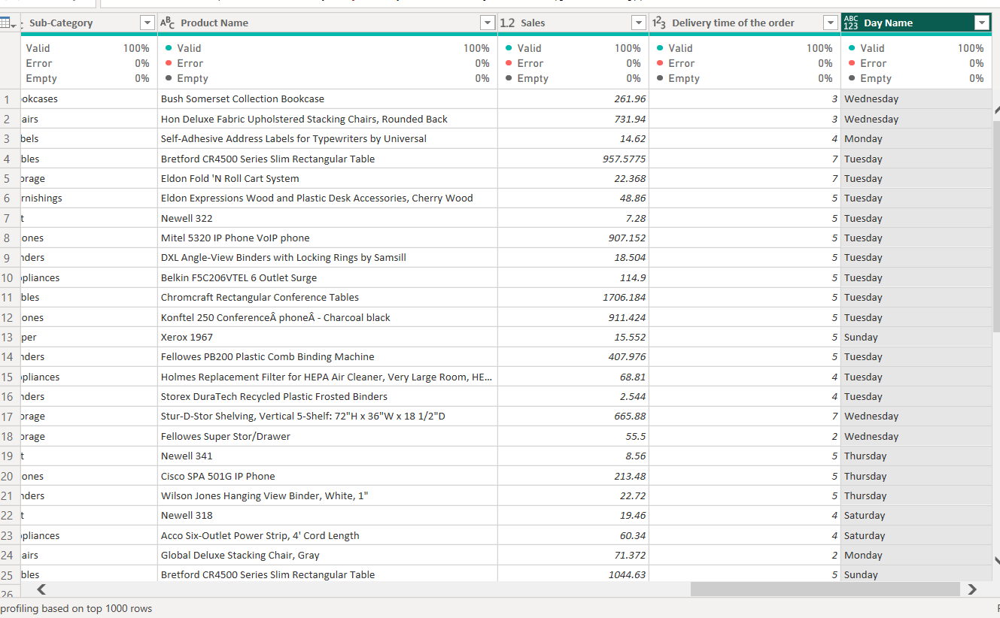 Sub-Category ABC Product Name 1.2 Sales 123 Delivery time of the order ABC 123 Day Name
Valid 100% Valid 100% Valid 100% Valid 100% Valid 100%
Error 0% Error 0% Error 0% Error 0% Error 0%
Empty 0% Empty 0% Empty 0% Empty 0% Empty 0%
1 okcases Bush Somerset Collection Bookcase 261.96 3 Wednesday
2 airs Hon Deluxe Fabric Upholstered Stacking Chairs, Rounded Back 731.94 3 Wednesday
3 bels Self-Adhesive Address Labels for Typewriters by Universal 14.62 4 Monday
4 bles Bretford CR4500 Series Slim Rectangular Table 957.5775 7 Tuesday
5 orage Eldon Fold 'N Roll Cart System 22.368 7 Tuesday
6 rnishings Eldon Expressions Wood and Plastic Desk Accessories, Cherry Wood 48.86 5 Tuesday
7 t Newell 322 7.28 5 Tuesday
8 ones Mitel 5320 IP Phone VoIP phone 907.152 5 Tuesday
9 nders DXL Angle-View Binders with Locking Rings by Samsill 18.504 5 Tuesday
10 pliances Belkin F5C206VTEL 6 Outlet Surge 114.9 5 Tuesday
11 bles Chromcraft Rectangular Conference Tables 1706.184 5 Tuesday
12 ones Konftel 250 ConferenceÂ phoneÂ - Charcoal black 911.424 5 Tuesday
13 per Xerox 1967 15.552 5 Sunday
14 nders Fellowes PB200 Plastic Comb Binding Machine 407.976 5 Tuesday
15 pliances Holmes Replacement Filter for HEPA Air Cleaner, Very Large Room, HE... 68.81 4 Tuesday
16 nders Storex DuraTech Recycled Plastic Frosted Binders 2.544 4 Tuesday
17 orage Stur-D-Stor Shelving, Vertical 5-Shelf: 72"H x 36"W x 18 1/2"D 665.88 7 Wednesday
18 orage Fellowes Super Stor/Drawer 55.5 2 Wednesday
19 t Newell 341 8.56 5 Thursday
20 ones Cisco SPA 501G IP Phone 213.48 5 Thursday
21 nders Wilson Jones Hanging View Binder, White, 1" 22.72 5 Thursday
22 t Newell 318 19.46 4 Saturday
23 pliances Acco Six-Outlet Power Strip, 4' Cord Length 60.34 4 Saturday
24 airs Global Deluxe Stacking Chair, Gray 71.372 2 Monday
25 bles Bretford CR4500 Series Slim Rectangular Table 1044.63 5 Sunday
26
profiling based on top 1000 rows